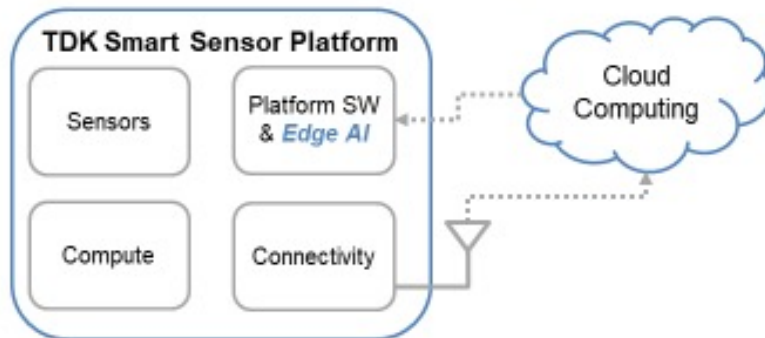 TDK Smart Sensor Platform
Sensors
Platform SW
& Edge AI
Cloud
Computing
Compute
Connectivity